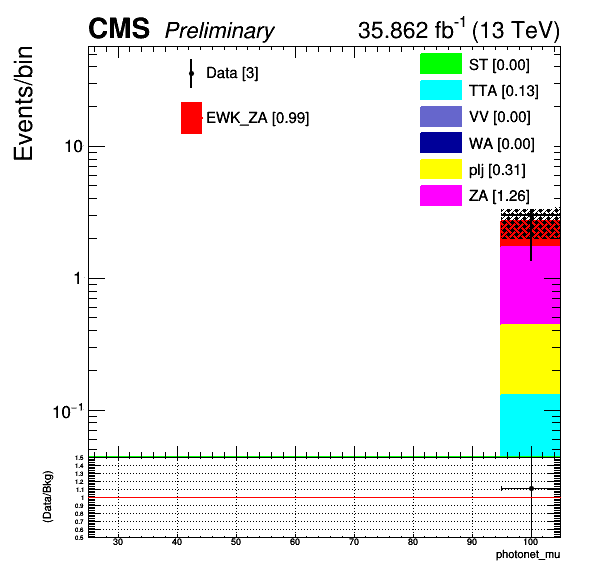 CMS Preliminary 35.862 fb⁻¹ (13 TeV)
Events/bin
Data [3]
EWK_ZA [0.99]
ST [0.00]
TTA [0.13]
VV [0.00]
WA [0.00]
plj [0.31]
ZA [1.26]
10
1
10⁻¹
(Data/Bkg)
1.5
1.4
1.3
1.2
1.1
1
0.9
0.8
0.7
0.6
0.5
30 40 50 60 70 80 90 100
photonet_mu